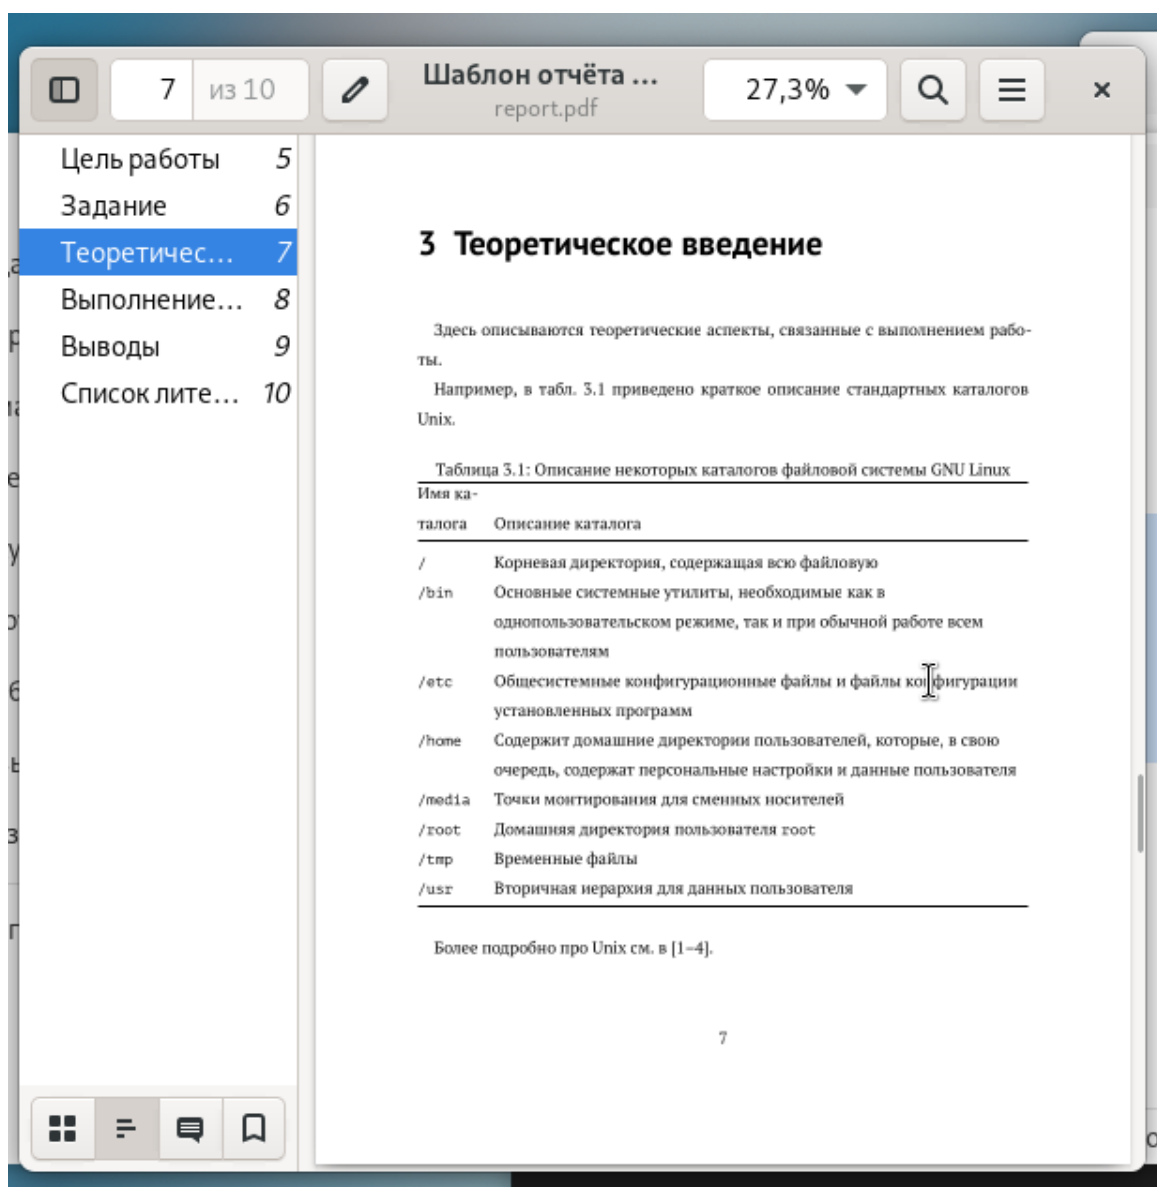 7 из 10
Шаблон отчёта ...
report.pdf
27,3%
Цель работы 5
Задание 6
Теоретичес... 7
Выполнение... 8
Выводы 9
Список лите... 10
3 Теоретическое введение
Здесь описываются теоретические аспекты, связанные с выполнением рабо-
ты.
Например, в табл. 3.1 приведено краткое описание стандартных каталогов
Unix.
Таблица 3.1: Описание некоторых каталогов файловой системы GNU Linux
Имя ка-
талога Описание каталога
/ Корневая директория, содержащая всю файловую
/bin Основные системные утилиты, необходимые как в
однопользовательском режиме, так и при обычной работе всем
пользователям
/etc Общесистемные конфигурационные файлы и файлы конфигурации
установленных программ
/home Содержит домашние директории пользователей, которые, в свою
очередь, содержат персональные настройки и данные пользователя
/media Точки монтирования для сменных носителей
/root Домашняя директория пользователя root
/tmp Временные файлы
/usr Вторичная иерархия для данных пользователя
Более подробно про Unix см. в [1–4].
7